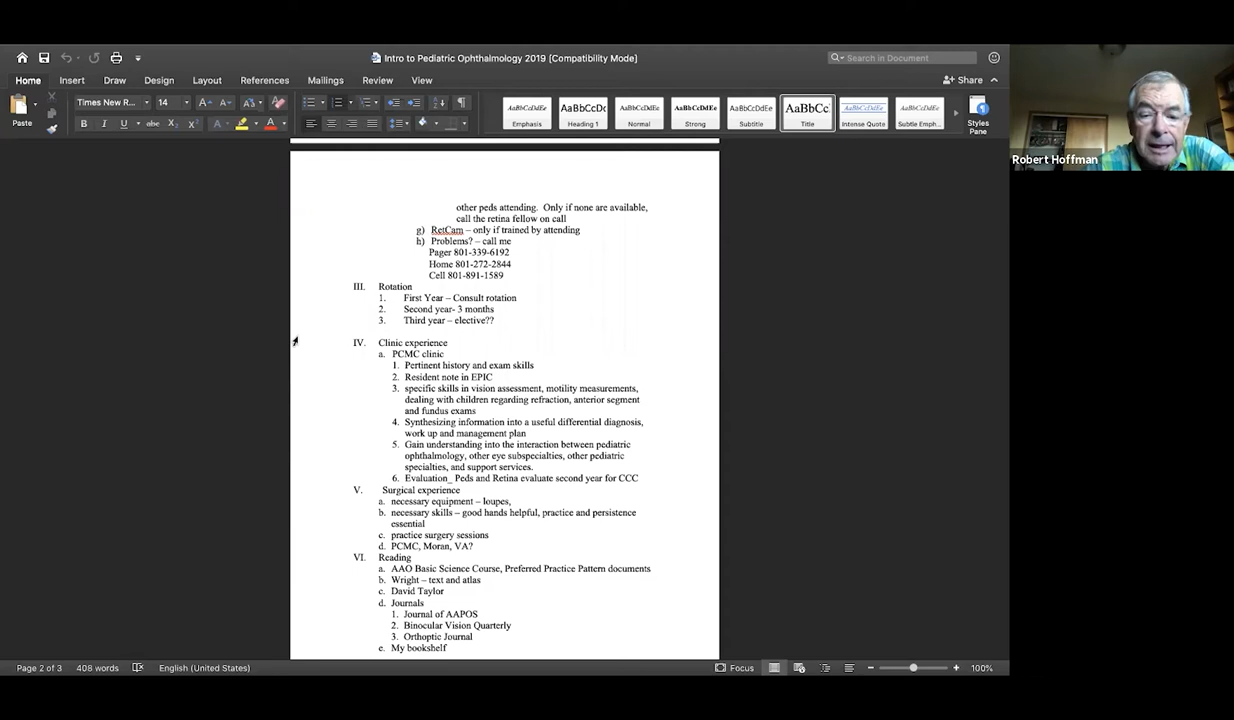 Intro to Pediatric Ophthalmology 2019 [Compatibility Mode]
Search in Document
Home Insert Draw Design Layout References Mailings Review View
Share
Paste
Times New R...
14
B I U abc X₂ X²
AaBbCcDdEe AaBbCcDc AaBbCcDdEe AaBbCcDdEe AaBbCcDdEe AaBbCc AaBbCcDdEe AaBbCcDdEe
Emphasis Heading 1 Normal Strong Subtitle Title Intense Quote Subtle Emph...
Styles
Pane
Robert Hoffman
other peds attending. Only if none are available,
call the retina fellow on call
g) RetCam – only if trained by attending
h) Problems? – call me
Pager 801-339-6192
Home 801-272-2844
Cell 801-891-1589
III. Rotation
1. First Year – Consult rotation
2. Second year- 3 months
3. Third year – elective??
IV. Clinic experience
a. PCMC clinic
1. Pertinent history and exam skills
2. Resident note in EPIC
3. specific skills in vision assessment, motility measurements,
dealing with children regarding refraction, anterior segment
and fundus exams
4. Synthesizing information into a useful differential diagnosis,
work up and management plan
5. Gain understanding into the interaction between pediatric
ophthalmology, other eye subspecialties, other pediatric
specialties, and support services.
6. Evaluation_ Peds and Retina evaluate second year for CCC
V. Surgical experience
a. necessary equipment – loupes,
b. necessary skills – good hands helpful, practice and persistence
essential
c. practice surgery sessions
d. PCMC, Moran, VA?
VI. Reading
a. AAO Basic Science Course, Preferred Practice Pattern documents
b. Wright – text and atlas
c. David Taylor
d. Journals
1. Journal of AAPOS
2. Binocular Vision Quarterly
3. Orthoptic Journal
e. My bookshelf
Page 2 of 3 408 words English (United States) Focus 100%